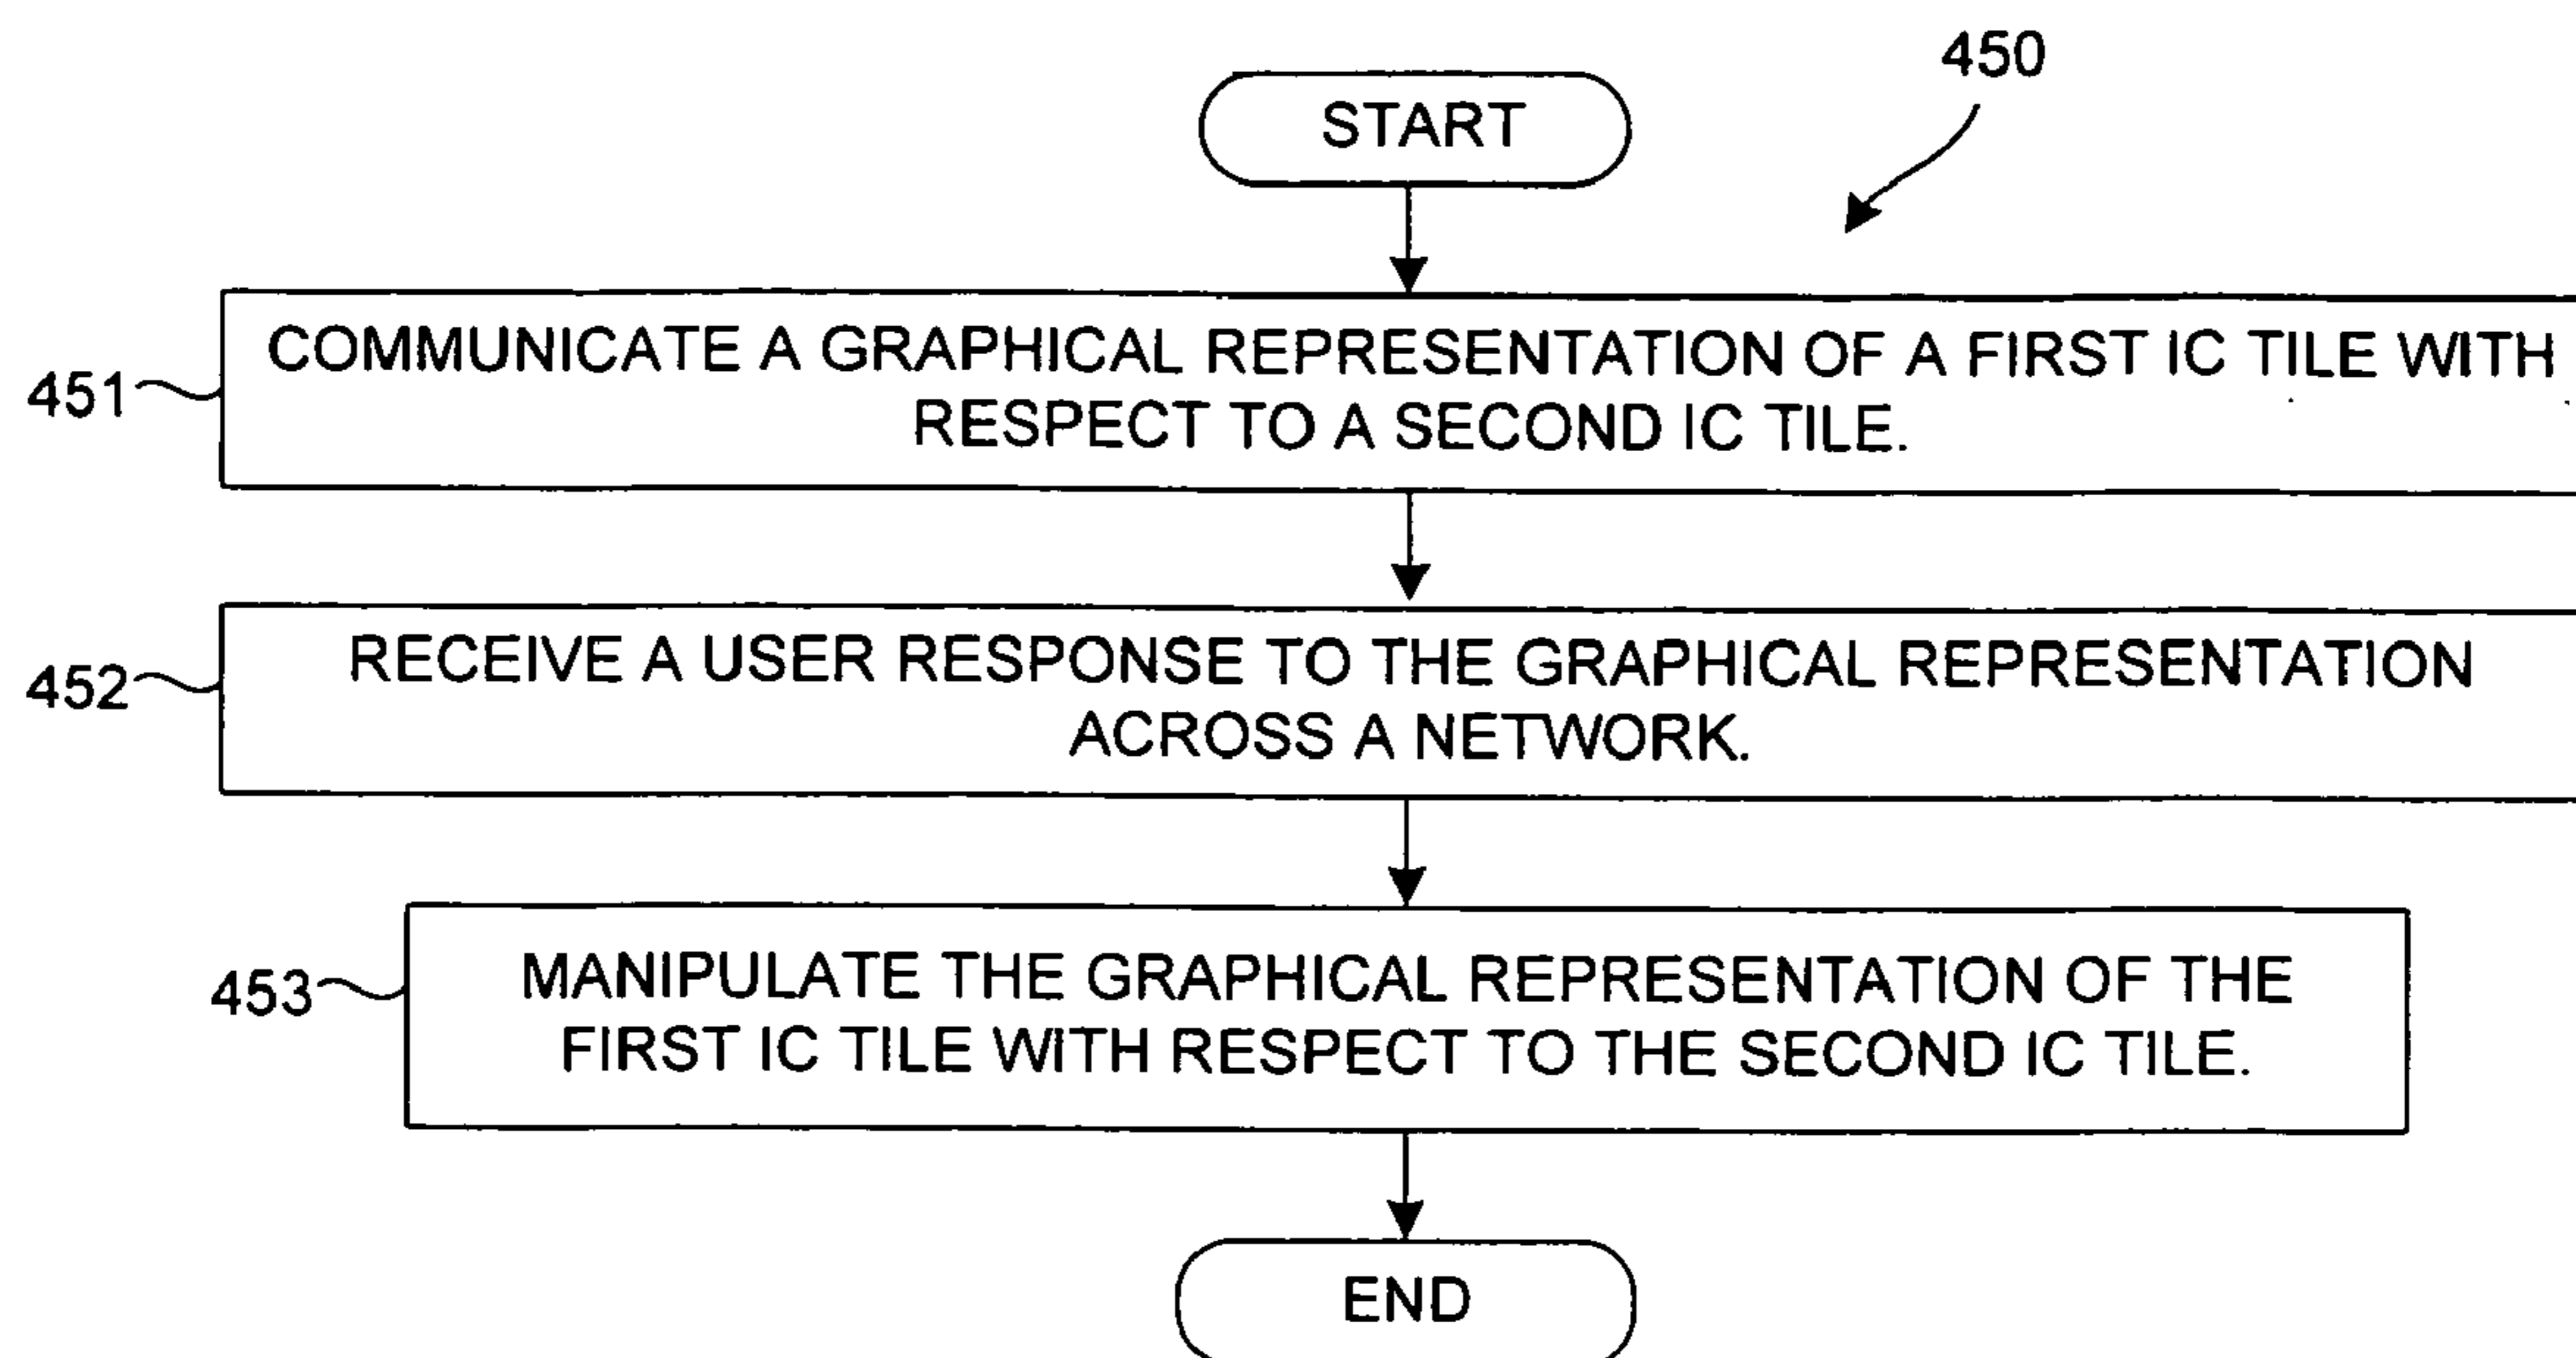 450
START
451
COMMUNICATE A GRAPHICAL REPRESENTATION OF A FIRST IC TILE WITH
RESPECT TO A SECOND IC TILE.
452
RECEIVE A USER RESPONSE TO THE GRAPHICAL REPRESENTATION
ACROSS A NETWORK.
453
MANIPULATE THE GRAPHICAL REPRESENTATION OF THE
FIRST IC TILE WITH RESPECT TO THE SECOND IC TILE.
END